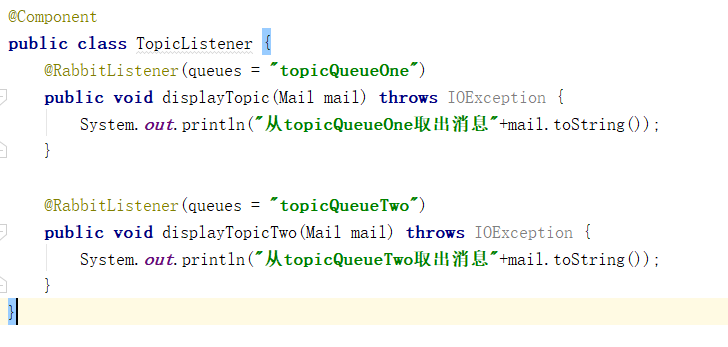 @Component
public class TopicListener {
@RabbitListener(queues = "topicQueueOne")
public void displayTopic(Mail mail) throws IOException {
System.out.println("从topicQueueOne取出消息"+mail.toString());
}
@RabbitListener(queues = "topicQueueTwo")
public void displayTopicTwo(Mail mail) throws IOException {
System.out.println("从topicQueueTwo取出消息"+mail.toString());
}
}